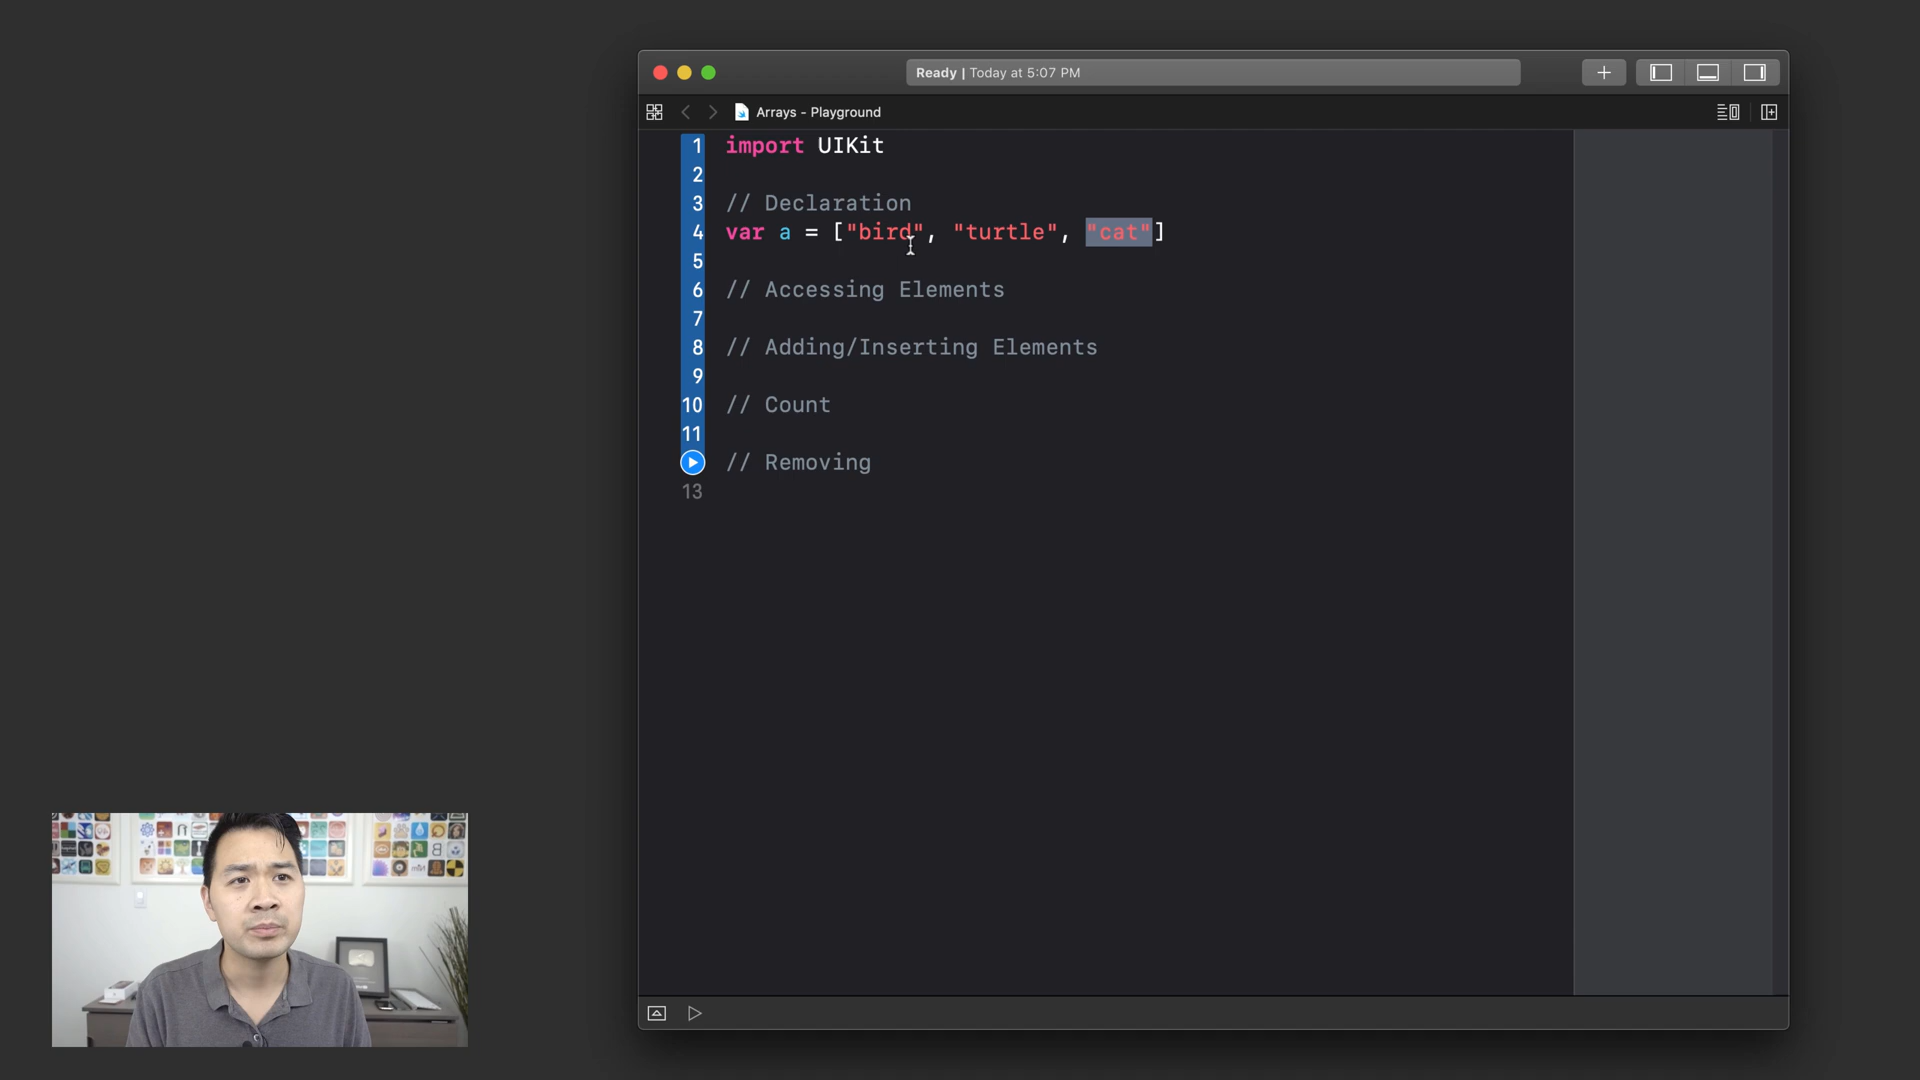 Ready | Today at 5:07 PM
Arrays - Playground
1 import UIKit
2
3 // Declaration
4 var a = ["bird", "turtle", "cat"]
5
6 // Accessing Elements
7
8 // Adding/Inserting Elements
9
10 // Count
11
// Removing
13